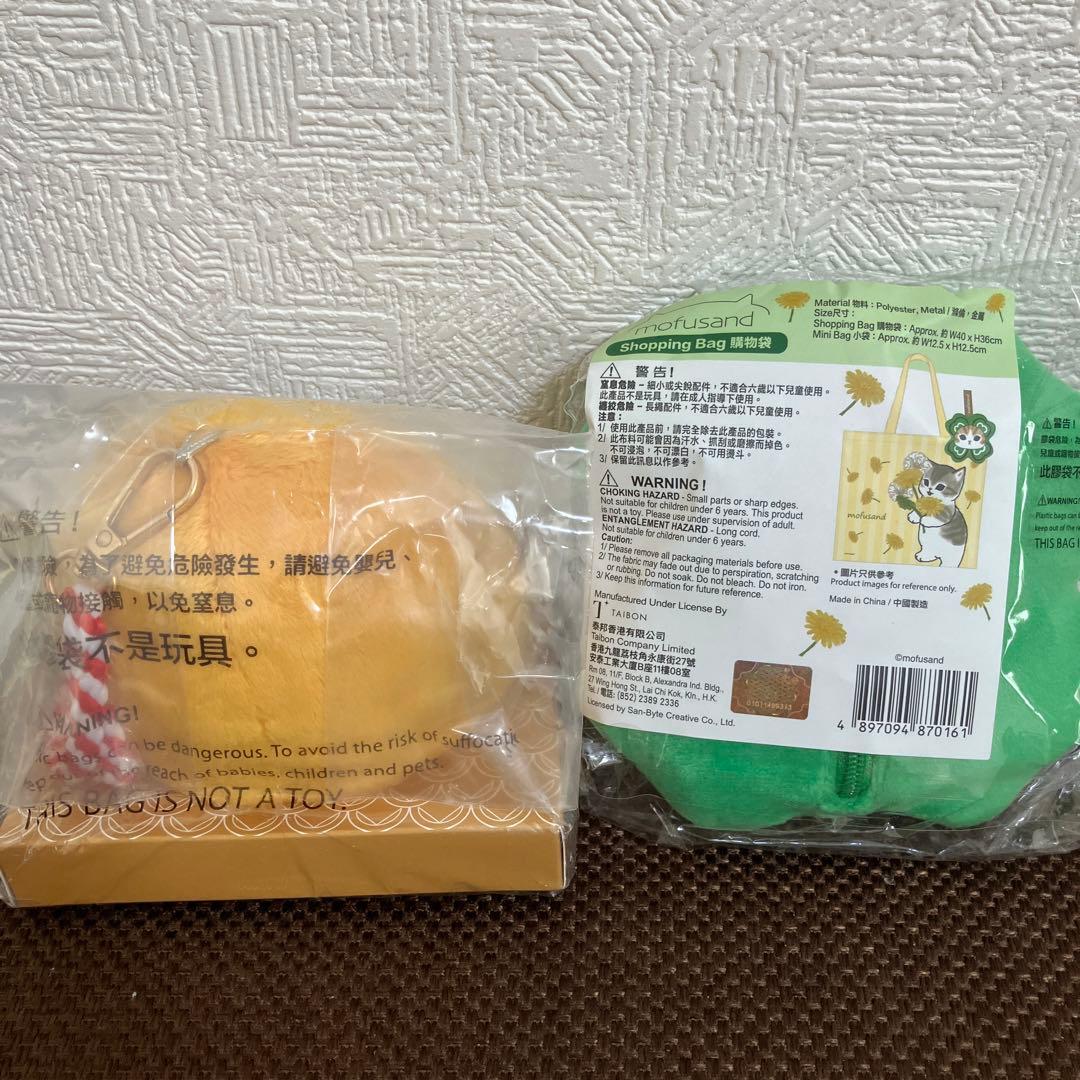 警告!
為了避免危險發生，請避免嬰兒、
寵物接觸，以免窒息。
袋不是玩具。
WARNING!
bags can be dangerous. To avoid the risk of suffocati
the reach of babies, children and pets.
THIS BAG IS NOT A TOY.
mofusand
Shopping Bag 購物袋
Material 物料：Polyester, Metal / 滌倫，金屬
Size尺寸：
Shopping Bag 購物袋：Approx. 約 W40 x H36cm
Mini Bag 小袋：Approx. 約 W12.5 x H12.5cm
警 告！
窒息危險 – 細小或尖銳配件，不適合六歲以下兒童使用。
此產品不是玩具，請在成人指導下使用。
纏絞危險 – 長繩配件，不適合六歲以下兒童使用。
注意：
1/ 使用此產品前，請完全除去此產品的包裝。
2/ 此布料可能會因為汗水、抓刮或磨擦而掉色。
不可浸泡，不可漂白，不可用燙斗。
3/ 保留此訊息以作參考。
WARNING !
CHOKING HAZARD - Small parts or sharp edges.
Not suitable for children under 6 years. This product
is not a toy. Please use under supervision of adult.
ENTANGLEMENT HAZARD - Long cord.
Not suitable for children under 6 years.
Caution:
1/ Please remove all packaging materials before use.
2/ The fabric may fade out due to perspiration, scratching
or rubbing. Do not soak. Do not bleach. Do not iron.
3/ Keep this information for future reference.
Manufactured Under License By
T+ TAIBON
泰邦香港有限公司
Taibon Company Limited
香港九龍荔枝角永康街27號
安泰工業大廈B座11樓08室
Rm 08, 11/F, Block B, Alexandra Ind. Bldg.,
27 Wing Hong St., Lai Chi Kok, Kln., H.K.
Tel./ 電話: (852) 2389 2336
Licensed by San-Byte Creative Co., Ltd.
mofusand
• 圖片只供參考
Product images for reference only.
Made in China / 中國製造
©mofusand
4 897094 870161
警告！
此膠袋不
WARNING
Plastic bags can
keep out of the
THIS BAG I